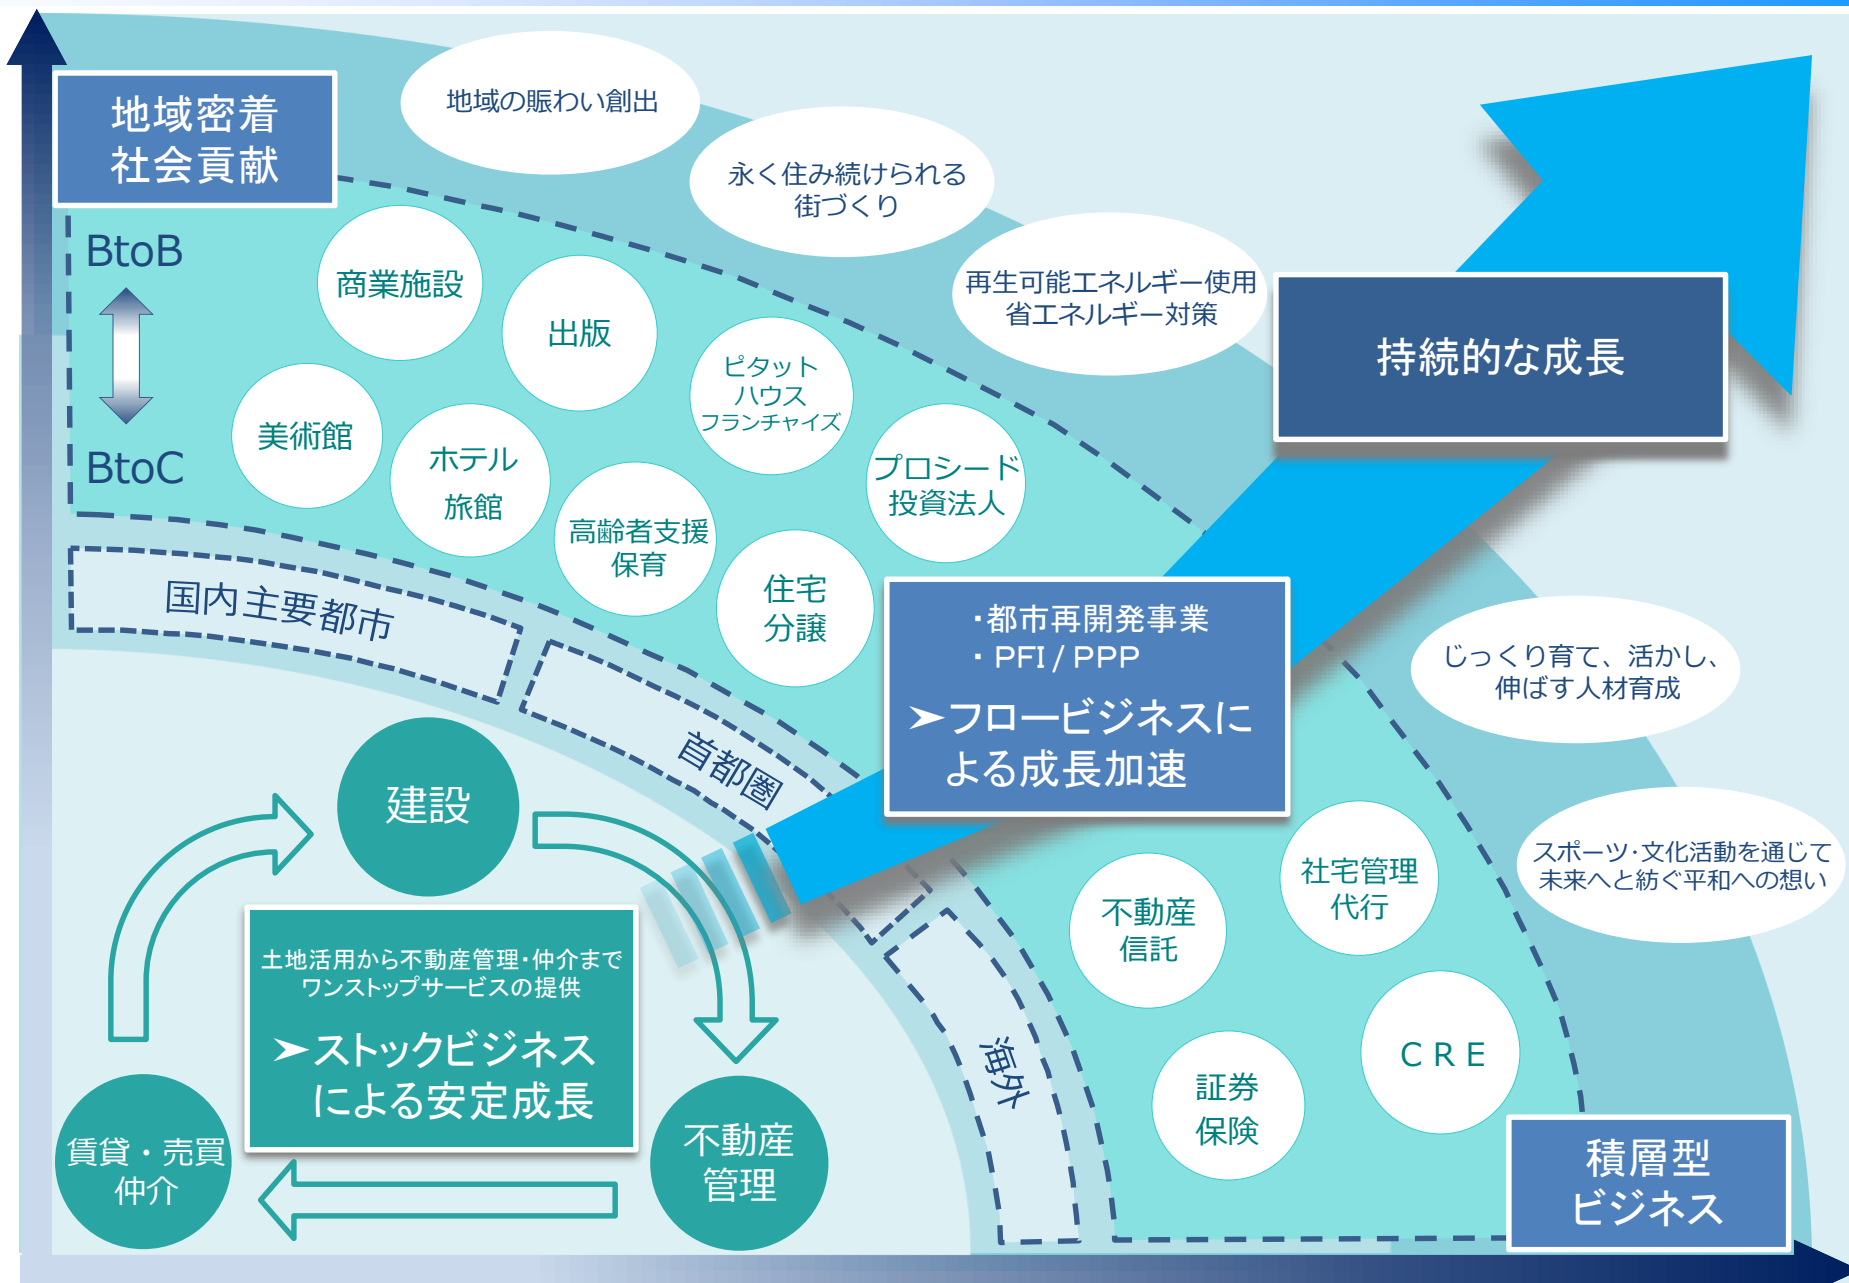 地域密着
社会貢献
地域の賑わい創出
永く住み続けられる
街づくり
再生可能エネルギー使用
省エネルギー対策
持続的な成長
BtoB
BtoC
商業施設
出版
ピタット
ハウス
フランチャイズ
美術館
ホテル
旅館
プロシード
投資法人
高齢者支援
保育
住宅
分譲
国内主要都市
首都圏
海外
・都市再開発事業
・PFI/PPP
➤フロービジネスに
よる成長加速
じっくり育て、活かし、
伸ばす人材育成
スポーツ・文化活動を通じて
未来へと紡ぐ平和への想い
建設
土地活用から不動産管理・仲介まで
ワンストップサービスの提供
➤ストックビジネス
による安定成長
賃貸・売買
仲介
不動産
管理
不動産
信託
社宅管理
代行
証券
保険
CRE
積層型
ビジネス